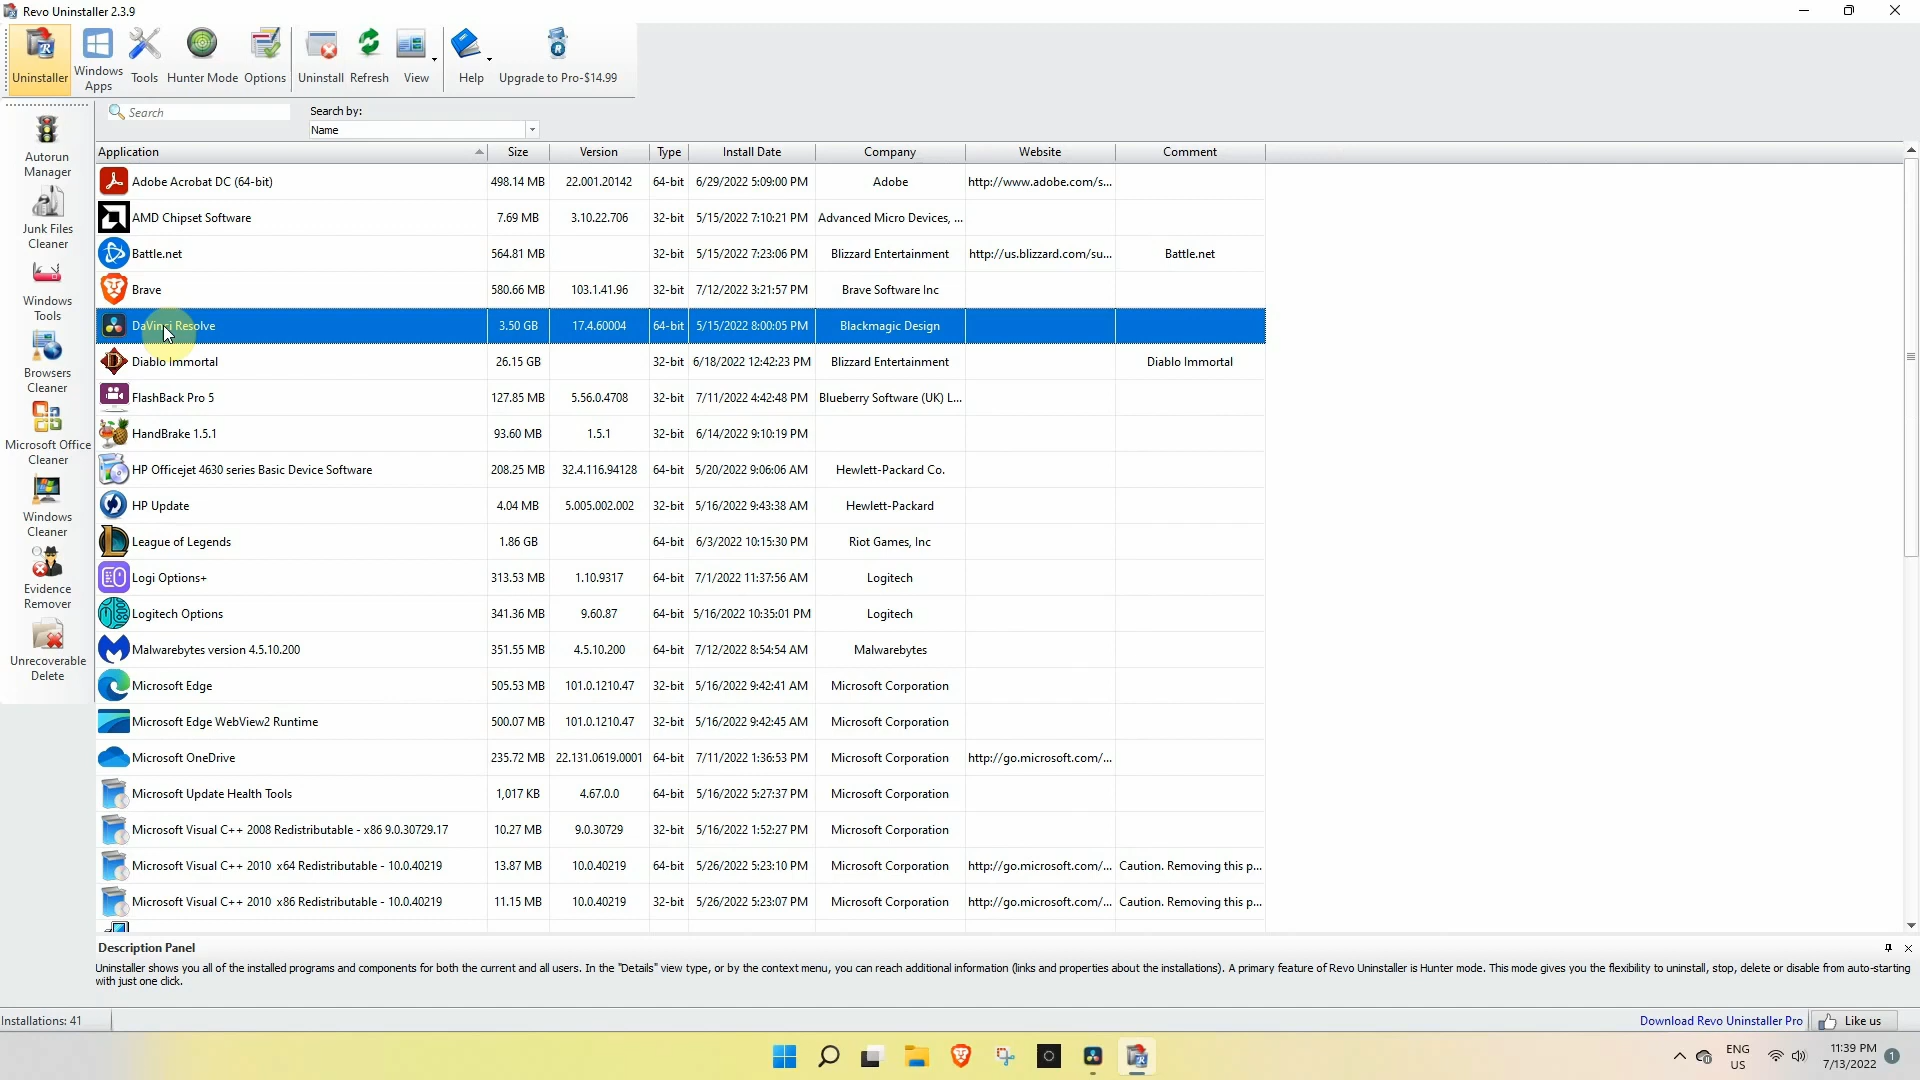 Revo Uninstaller 2.3.9
Uninstaller
Windows
Apps
Tools
Hunter Mode
Options
Uninstall
Refresh
View
Help
Upgrade to Pro-$14.99
Autorun
Manager
Junk Files
Cleaner
Windows
Tools
Browsers
Cleaner
Microsoft Office
Cleaner
Windows
Cleaner
Evidence
Remover
Unrecoverable
Delete
Search
Search by:
Name
Application Size Version Type Install Date Company Website Comment
Adobe Acrobat DC (64-bit) 498.14 MB 22.001.20142 64-bit 6/29/2022 5:09:00 PM Adobe http://www.adobe.com/s...
AMD Chipset Software 7.69 MB 3.10.22.706 32-bit 5/15/2022 7:10:21 PM Advanced Micro Devices, ...
Battle.net 564.81 MB 32-bit 5/15/2022 7:23:06 PM Blizzard Entertainment http://us.blizzard.com/su... Battle.net
Brave 580.66 MB 103.1.41.96 32-bit 7/12/2022 3:21:57 PM Brave Software Inc
DaVinci Resolve 3.50 GB 17.4.60004 64-bit 5/15/2022 8:00:05 PM Blackmagic Design
Diablo Immortal 26.15 GB 32-bit 6/18/2022 12:42:23 PM Blizzard Entertainment Diablo Immortal
FlashBack Pro 5 127.85 MB 5.56.0.4708 32-bit 7/11/2022 4:42:48 PM Blueberry Software (UK) L...
HandBrake 1.5.1 93.60 MB 1.5.1 32-bit 6/14/2022 9:10:19 PM
HP Officejet 4630 series Basic Device Software 208.25 MB 32.4.116.94128 64-bit 5/20/2022 9:06:06 AM Hewlett-Packard Co.
HP Update 4.04 MB 5.005.002.002 32-bit 5/16/2022 9:43:38 AM Hewlett-Packard
League of Legends 1.86 GB 64-bit 6/3/2022 10:15:30 PM Riot Games, Inc
Logi Options+ 313.53 MB 1.10.9317 64-bit 7/1/2022 11:37:56 AM Logitech
Logitech Options 341.36 MB 9.60.87 64-bit 5/16/2022 10:35:01 PM Logitech
Malwarebytes version 4.5.10.200 351.55 MB 4.5.10.200 64-bit 7/12/2022 8:54:54 AM Malwarebytes
Microsoft Edge 505.53 MB 101.0.1210.47 32-bit 5/16/2022 9:42:41 AM Microsoft Corporation
Microsoft Edge WebView2 Runtime 500.07 MB 101.0.1210.47 32-bit 5/16/2022 9:42:45 AM Microsoft Corporation
Microsoft OneDrive 235.72 MB 22.131.0619.0001 64-bit 7/11/2022 1:36:53 PM Microsoft Corporation http://go.microsoft.com/...
Microsoft Update Health Tools 1,017 KB 4.67.0.0 64-bit 5/16/2022 5:27:37 PM Microsoft Corporation
Microsoft Visual C++ 2008 Redistributable - x86 9.0.30729.17 10.27 MB 9.0.30729 32-bit 5/16/2022 1:52:27 PM Microsoft Corporation
Microsoft Visual C++ 2010 x64 Redistributable - 10.0.40219 13.87 MB 10.0.40219 64-bit 5/26/2022 5:23:10 PM Microsoft Corporation http://go.microsoft.com/... Caution. Removing this p...
Microsoft Visual C++ 2010 x86 Redistributable - 10.0.40219 11.15 MB 10.0.40219 32-bit 5/26/2022 5:23:07 PM Microsoft Corporation http://go.microsoft.com/... Caution. Removing this p...
Description Panel
Uninstaller shows you all of the installed programs and components for both the current and all users. In the "Details" view type, or by the context menu, you can reach additional information (links and properties about the installations). A primary feature of Revo Uninstaller is Hunter mode. This mode gives you the flexibility to uninstall, stop, delete or disable from auto-starting
with just one click.
Installations: 41
Download Revo Uninstaller Pro
Like us
ENG
US
11:39 PM
7/13/2022
1